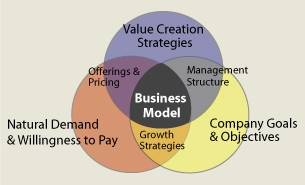 Value Creation
Strategies
Offerings &
Pricing
Management
Structure
Business
Model
Natural Demand
& Willingness to Pay
Growth
Strategies
Company Goals
& Objectives